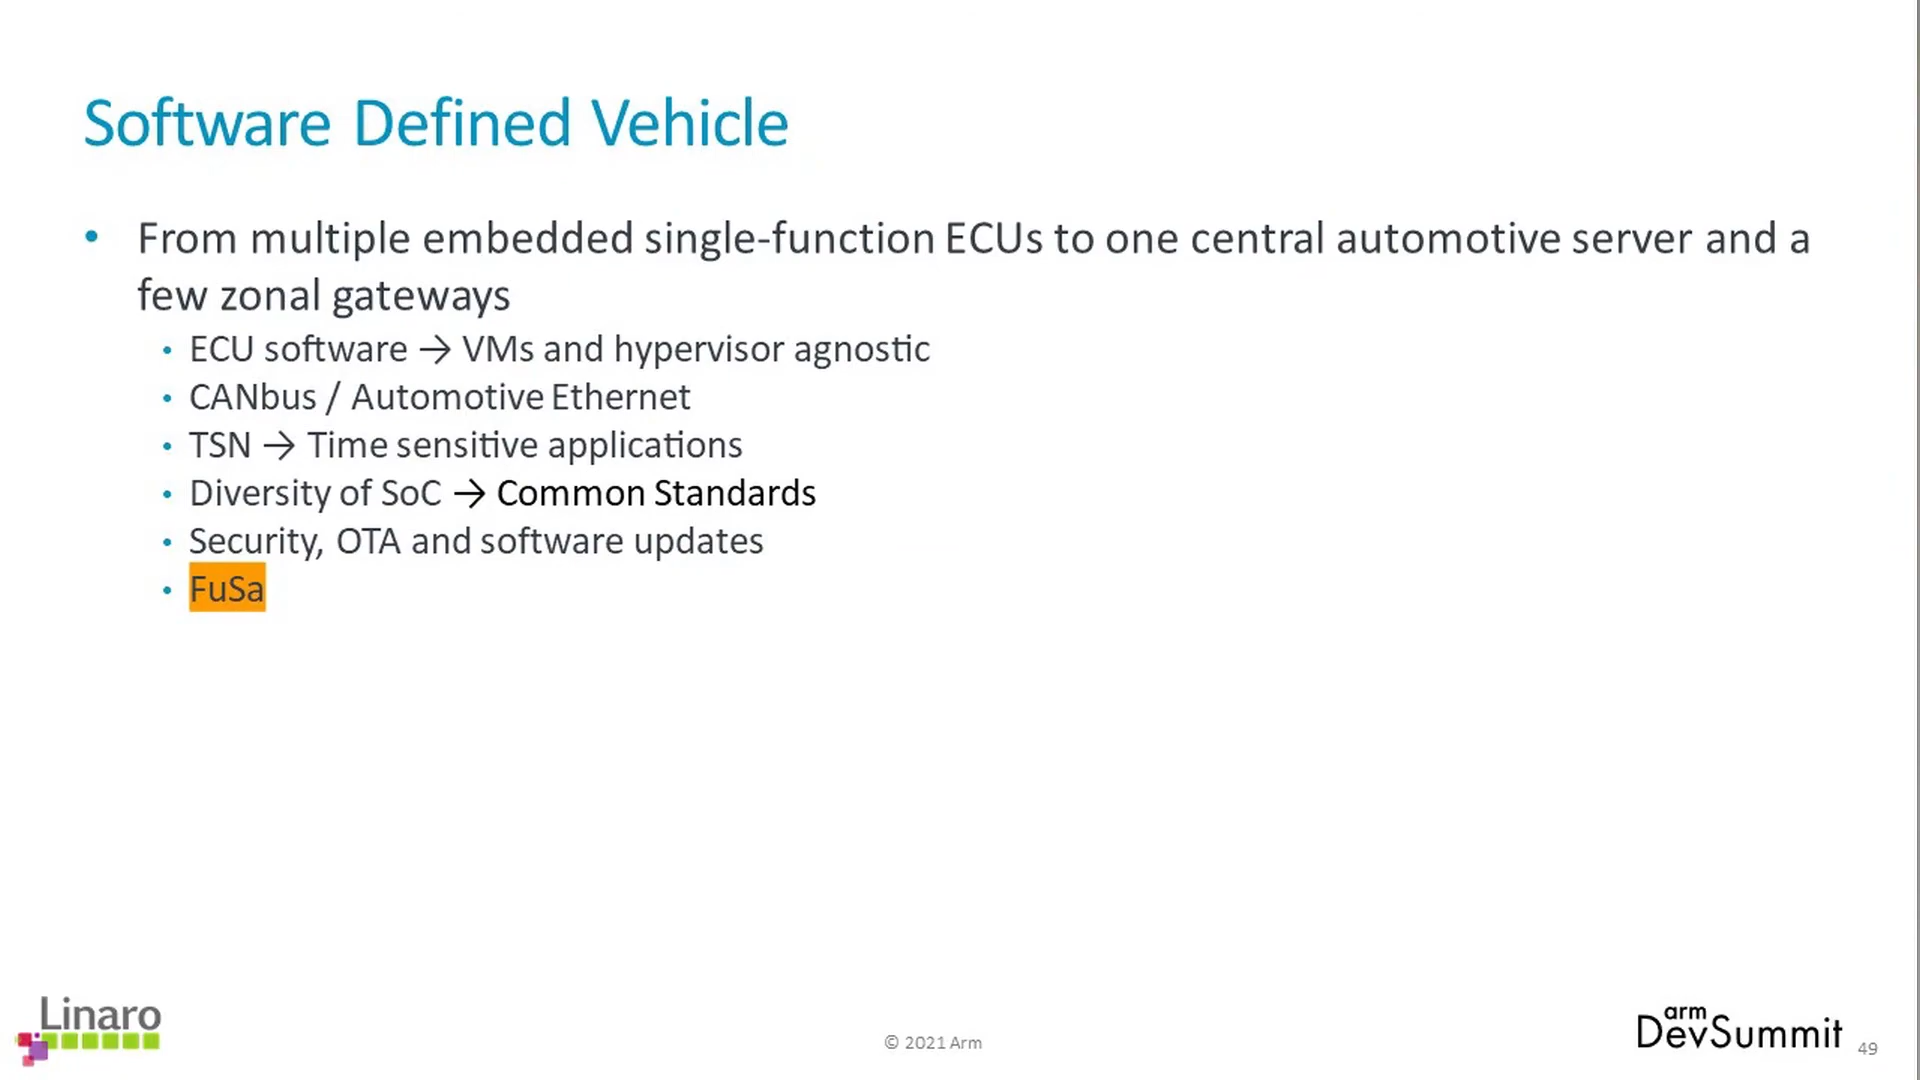 Software Defined Vehicle
• From multiple embedded single-function ECUs to one central automotive server and a
few zonal gateways
• ECU software → VMs and hypervisor agnostic
• CANbus / Automotive Ethernet
• TSN → Time sensitive applications
• Diversity of SoC → Common Standards
• Security, OTA and software updates
• FuSa
Linaro
© 2021 Arm
arm
DevSummit
49